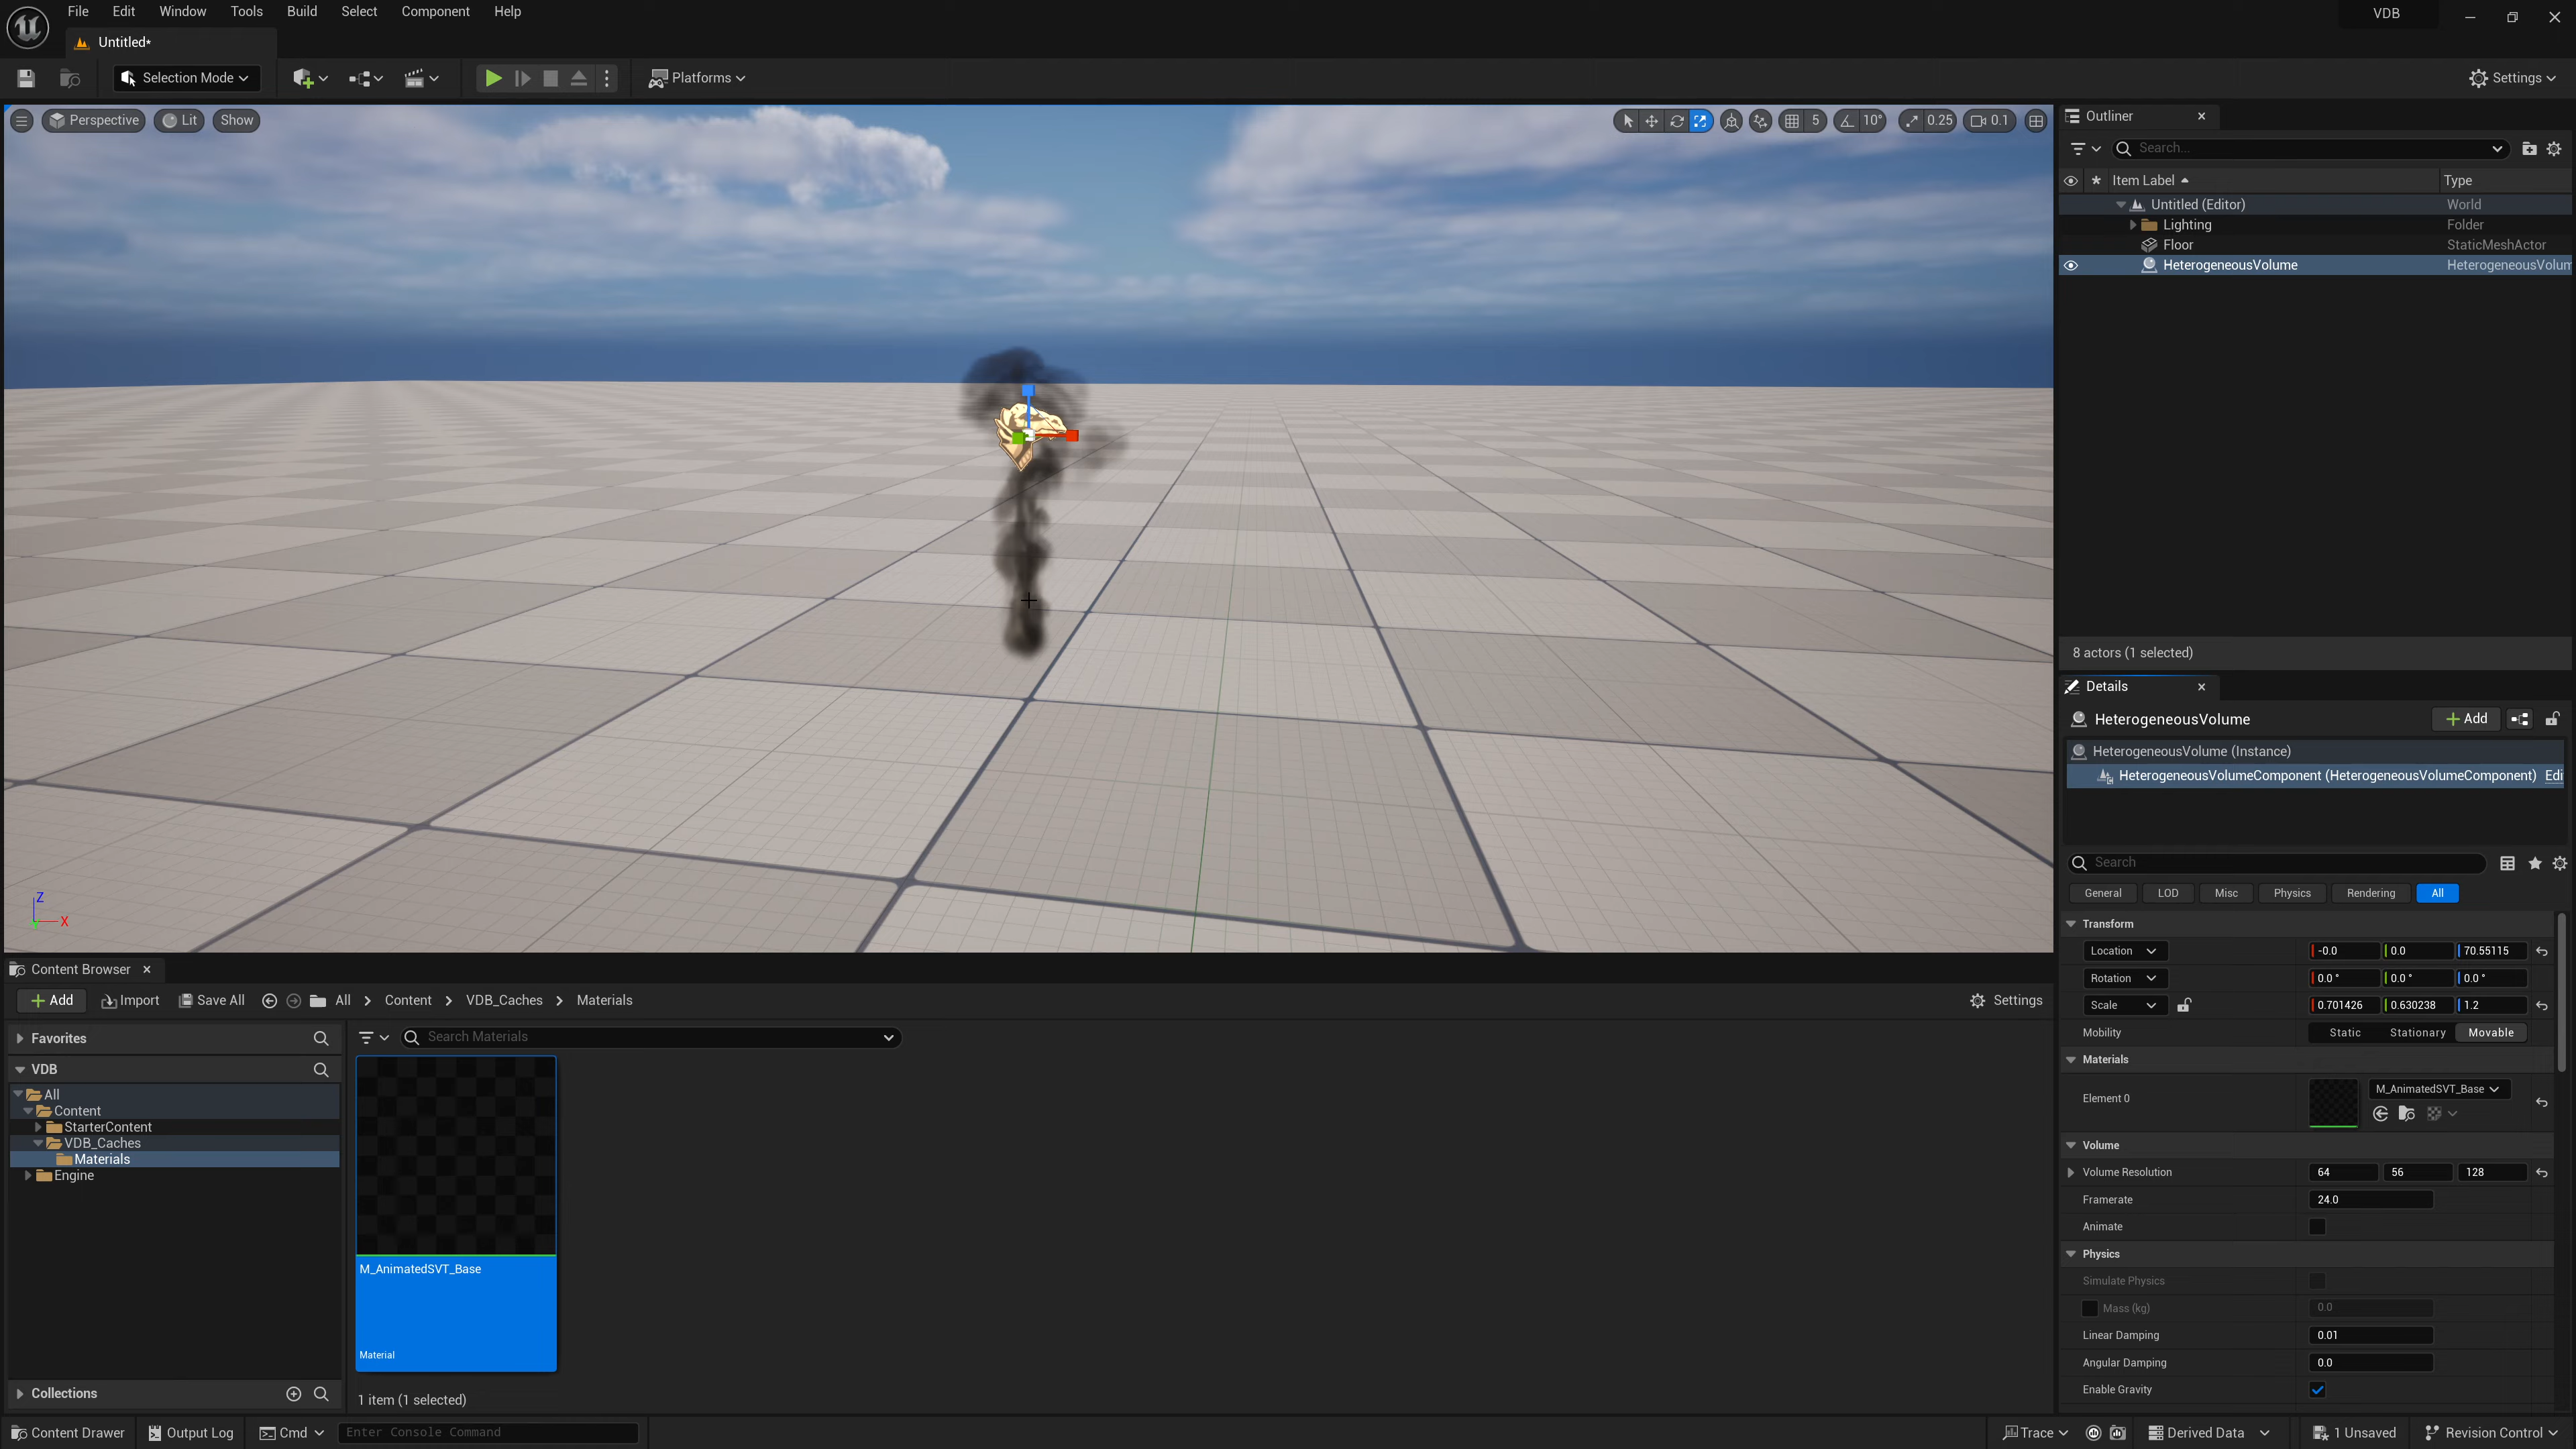 File Edit Window Tools Build Select Component Help
VDB
Untitled*
Selection Mode
Platforms
Settings
Perspective Lit Show
5 10° 0.25 0.1
Z
X
Outliner
Search...
Item Label Type
Untitled (Editor) World
Lighting Folder
Floor StaticMeshActor
HeterogeneousVolume HeterogeneousVolum
8 actors (1 selected)
Details
HeterogeneousVolume Add
HeterogeneousVolume (Instance)
HeterogeneousVolumeComponent (HeterogeneousVolumeComponent) Edi
Search
General LOD Misc Physics Rendering All
Transform
Location -0.0 0.0 70.55115
Rotation 0.0 ° 0.0 ° 0.0 °
Scale 0.701426 0.630238 1.2
Mobility Static Stationary Movable
Materials
Element 0 M_AnimatedSVT_Base
Volume
Volume Resolution 64 56 128
Framerate 24.0
Animate
Physics
Simulate Physics
Mass (kg) 0.0
Linear Damping 0.01
Angular Damping 0.0
Enable Gravity
Content Browser
Add Import Save All All > Content > VDB_Caches > Materials Settings
Favorites
VDB
All
Content
StarterContent
VDB_Caches
Materials
Engine
Collections
Search Materials
M_AnimatedSVT_Base
Material
1 item (1 selected)
Content Drawer Output Log Cmd Enter Console Command
Trace Derived Data 1 Unsaved Revision Control